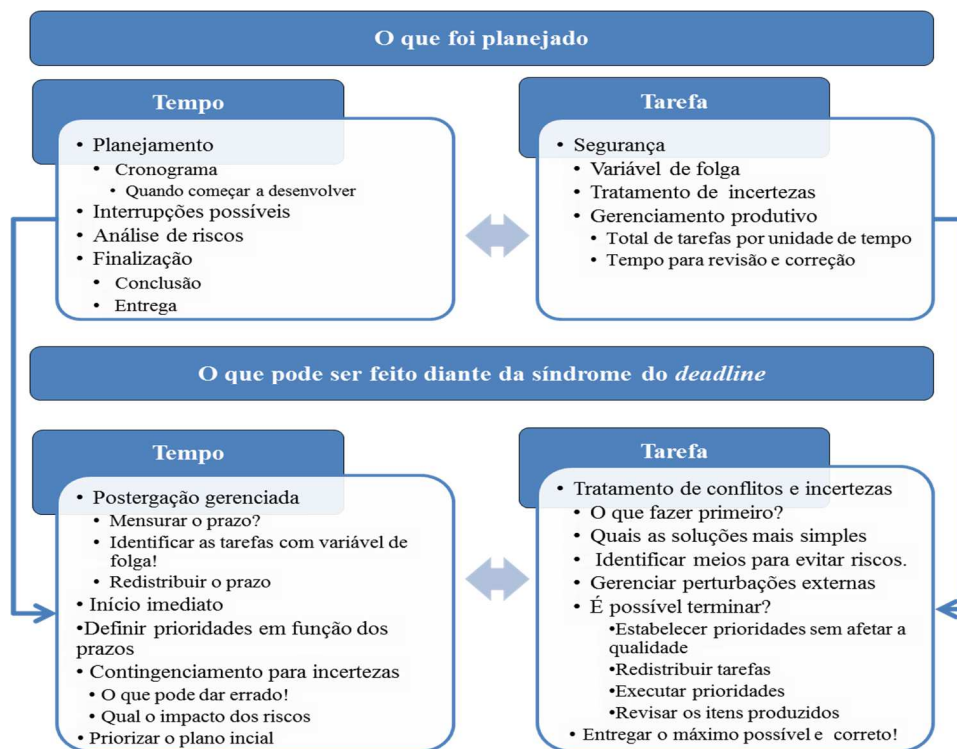 O que foi planejado
Tempo
• Planejamento
• Cronograma
• Quando começar a desenvolver
• Interrupções possíveis
• Análise de riscos
• Finalização
• Conclusão
• Entrega
Tarefa
• Segurança
• Variável de folga
• Tratamento de incertezas
• Gerenciamento produtivo
• Total de tarefas por unidade de tempo
• Tempo para revisão e correção
O que pode ser feito diante da síndrome do deadline
Tempo
• Postergação gerenciada
• Mensurar o prazo?
• Identificar as tarefas com variável de
folga!
• Redistribuir o prazo
• Início imediato
•Definir prioridades em função dos
prazos
• Contingenciamento para incertezas
• O que pode dar errado!
• Qual o impacto dos riscos
• Priorizar o plano incial
Tarefa
• Tratamento de conflitos e incertezas
• O que fazer primeiro?
• Quais as soluções mais simples
• Identificar meios para evitar riscos.
• Gerenciar perturbações externas
• É possível terminar?
•Estabelecer prioridades sem afetar a
qualidade
•Redistribuir tarefas
•Executar prioridades
•Revisar os itens produzidos
• Entregar o máximo possível e correto!